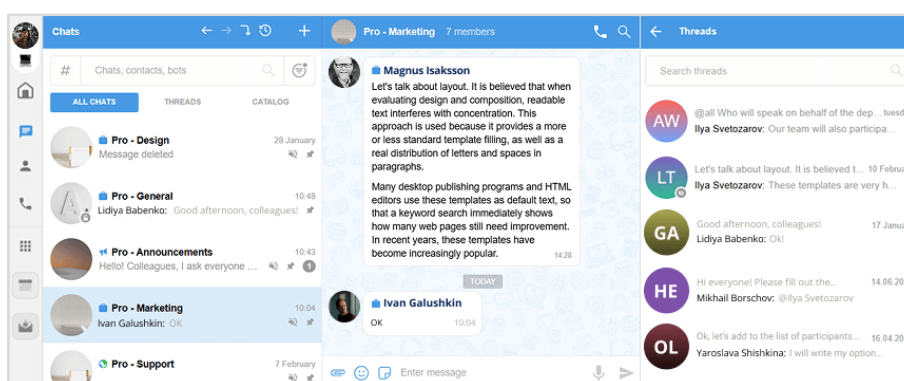 Chats
#
Chats, contacts, bots
ALL CHATS THREADS CATALOG
Pro - Design 28 January
Message deleted
Pro - General 10:48
Lidiya Babenko: Good afternoon, colleagues!
Pro - Announcements 10:43
Hello! Colleagues, I ask everyone ... 1
Pro - Marketing 10:04
Ivan Galushkin: OK
Pro - Support 7 February
Pro - Marketing 7 members
Magnus Isaksson
Let's talk about layout. It is believed that when
evaluating design and composition, readable
text interferes with concentration. This
approach is used because it provides a more
or less standard template filling, as well as a
real distribution of letters and spaces in
paragraphs.
Many desktop publishing programs and HTML
editors use these templates as default text, so
that a keyword search immediately shows
how many web pages still need improvement.
In recent years, these templates have
become increasingly popular. 14:28
TODAY
Ivan Galushkin
OK 10:04
Enter message
Threads
Search threads
AW
@all Who will speak on behalf of the dep... tuesd
Ilya Svetozarov: Our team will also participa...
LT
Let's talk about layout. It is believed t... 10 Februa
Ilya Svetozarov: These templates are very h...
GA
Good afternoon, colleagues! 17 Janua
Lidiya Babenko: Ok!
HE
Hi everyone! Please fill out the.. 14.06.20
Mikhail Borschov: @Ilya Svetozarov
OL
Ok, let's add to the list of participants... 16.04.20
Yaroslava Shishkina: I will write my option...